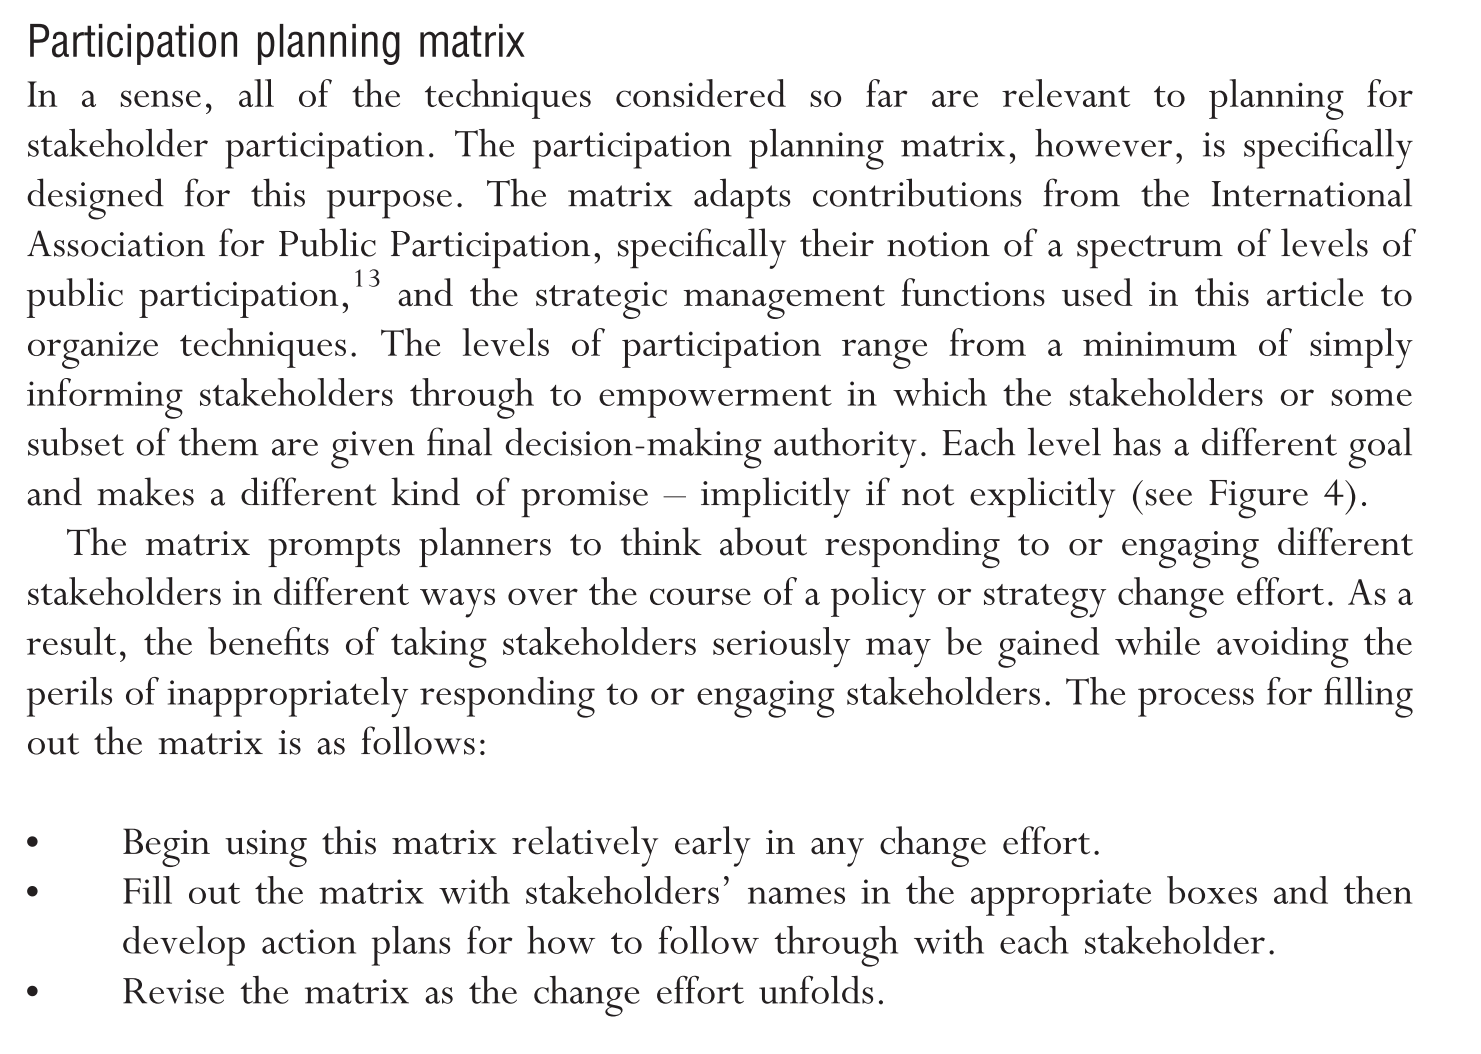 Participation planning matrix
In a sense, all of the techniques considered so far are relevant to planning for
stakeholder participation. The participation planning matrix, however, is specifically
designed for this purpose. The matrix adapts contributions from the International
Association for Public Participation, specifically their notion of a spectrum of levels of
public participation,13 and the strategic management functions used in this article to
organize techniques. The levels of participation range from a minimum of simply
informing stakeholders through to empowerment in which the stakeholders or some
subset of them are given final decision-making authority. Each level has a different goal
and makes a different kind of promise – implicitly if not explicitly (see Figure 4).
The matrix prompts planners to think about responding to or engaging different
stakeholders in different ways over the course of a policy or strategy change effort. As a
result, the benefits of taking stakeholders seriously may be gained while avoiding the
perils of inappropriately responding to or engaging stakeholders. The process for filling
out the matrix is as follows:
• Begin using this matrix relatively early in any change effort.
• Fill out the matrix with stakeholders’ names in the appropriate boxes and then
develop action plans for how to follow through with each stakeholder.
• Revise the matrix as the change effort unfolds.